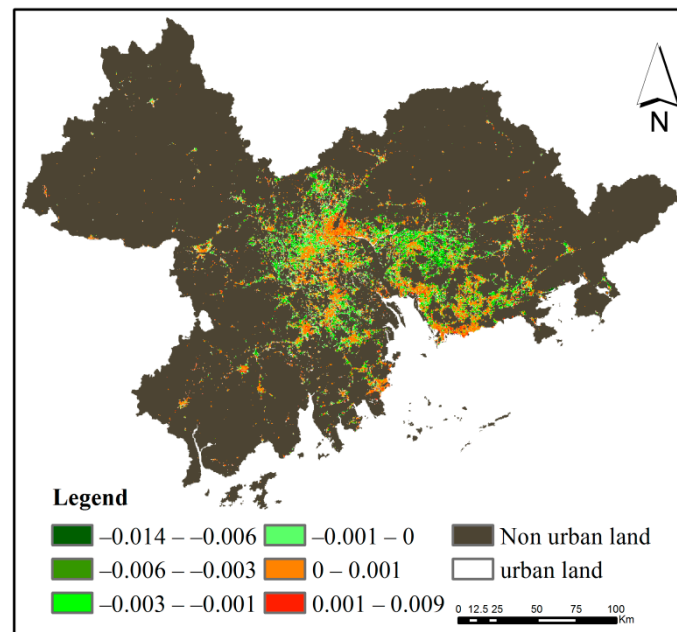 N
Legend
–0.014 – –0.006
–0.001 – 0
Non urban land
–0.006 – –0.003
0 – 0.001
urban land
–0.003 – –0.001
0.001 – 0.009
0 12.5 25 50 75 100
Km